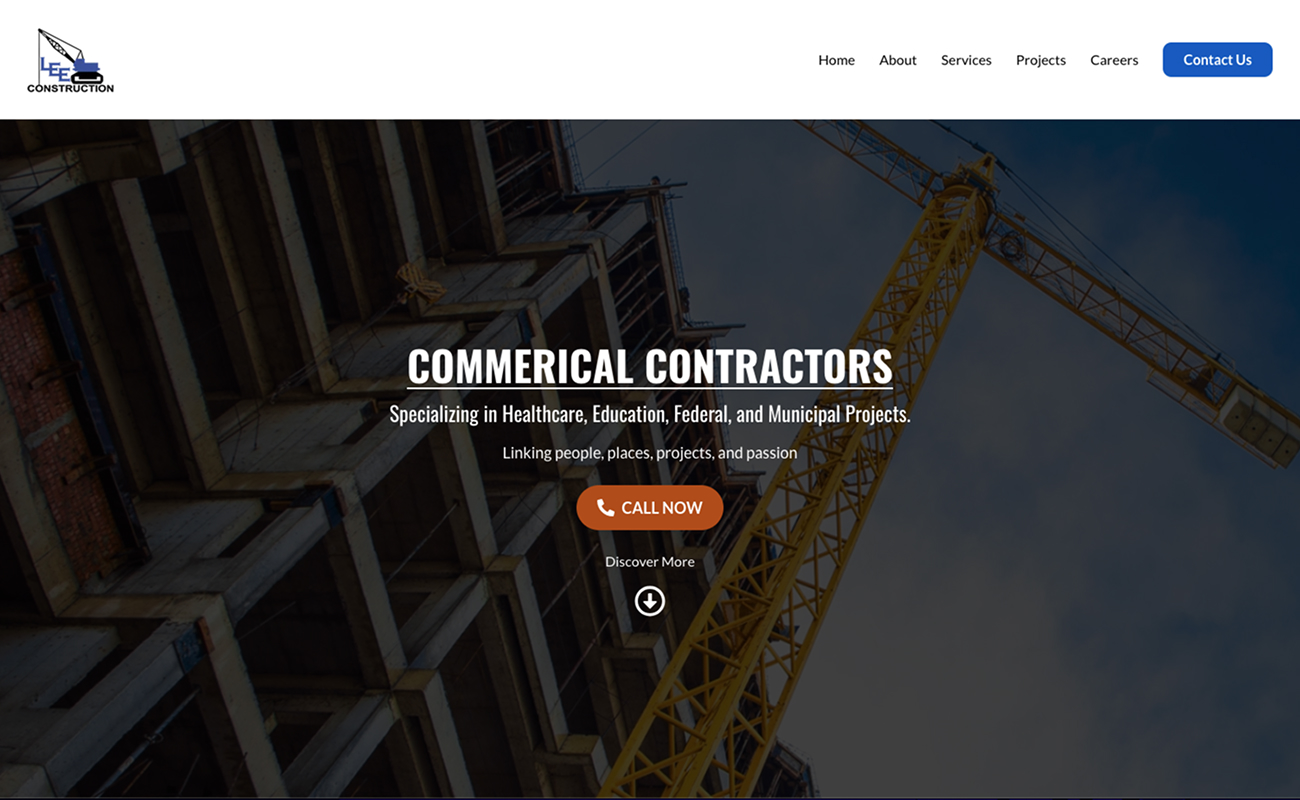 LEE
CONSTRUCTION
Home About Services Projects Careers Contact Us
COMMERICAL CONTRACTORS
Specializing in Healthcare, Education, Federal, and Municipal Projects.
Linking people, places, projects, and passion
CALL NOW
Discover More